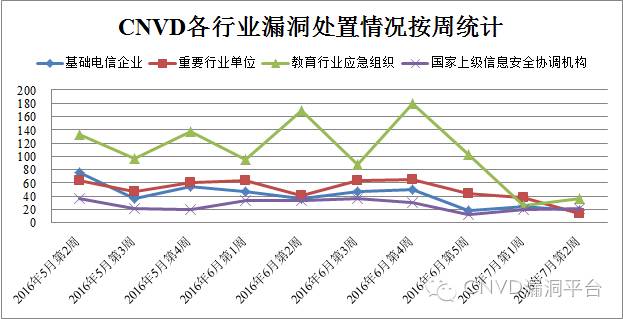 CNVD各行业漏洞处置情况按周统计
基础电信企业 重要行业单位 教育行业应急组织 国家上级信息安全协调机构
200
180
160
140
120
100
80
60
40
20
0
2016年5月第2周
2016年5月第3周
2016年5月第4周
2016年6月第1周
2016年6月第2周
2016年6月第3周
2016年6月第4周
2016年6月第5周
2016年7月第1周
2016年7月第2周
CNVD漏洞平台